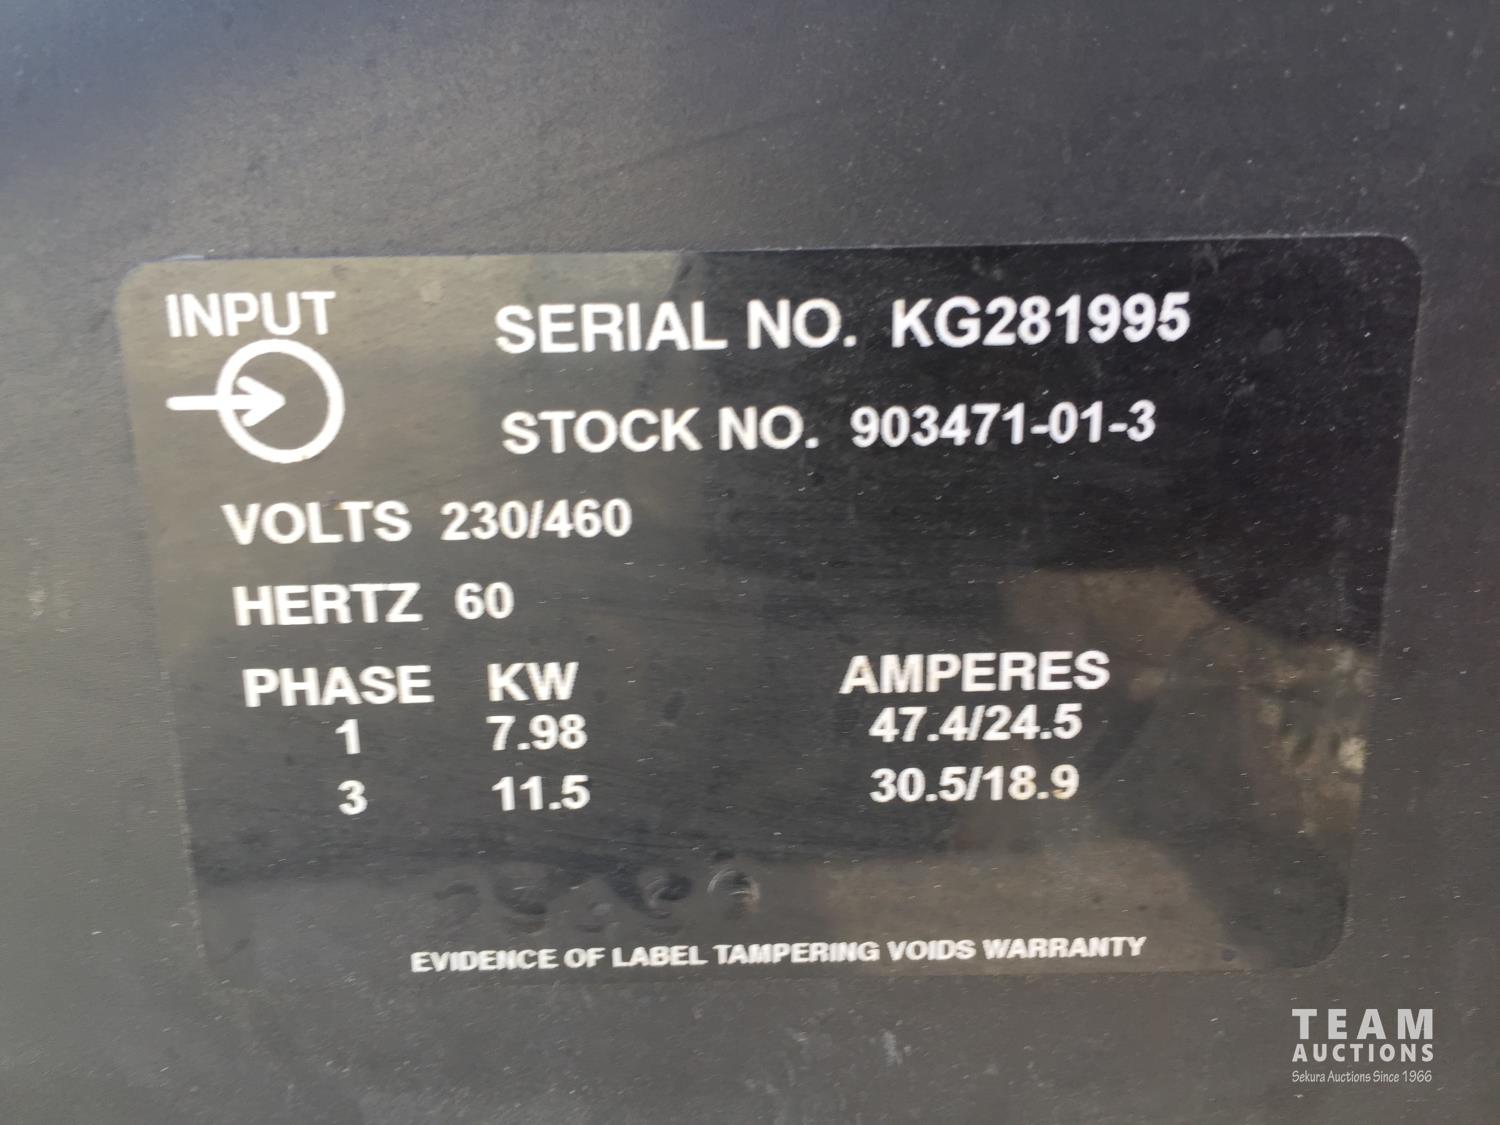 INPUT
SERIAL NO. KG281995
STOCK NO. 903471-01-3
VOLTS 230/460
HERTZ 60
PHASE KW AMPERES
1 7.98 47.4/24.5
3 11.5 30.5/18.9
EVIDENCE OF LABEL TAMPERING VOIDS WARRANTY
TEAM
AUCTIONS
Sekura Auctions Since 1966